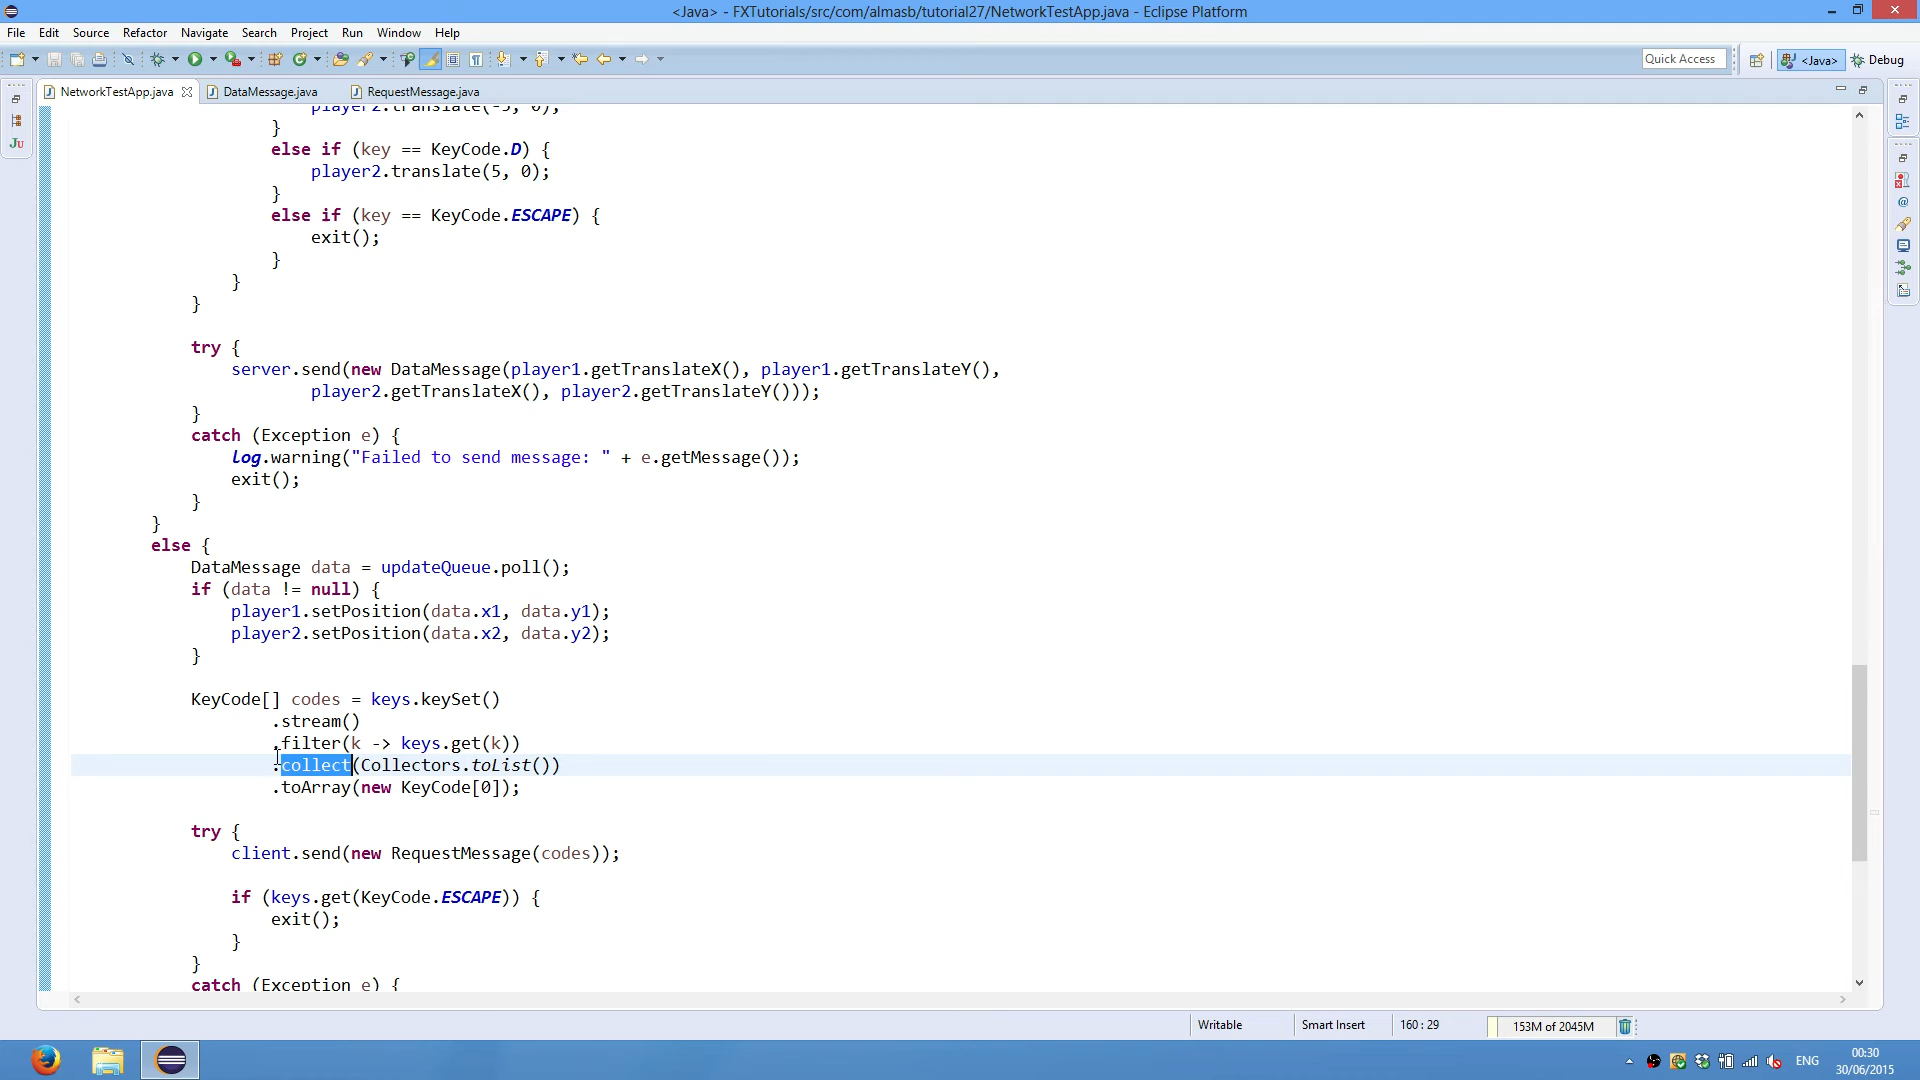 <Java> - FXTutorials/src/com/almasb/tutorial27/NetworkTestApp.java - Eclipse Platform
File Edit Source Refactor Navigate Search Project Run Window Help
Quick Access <Java> Debug
NetworkTestApp.java DataMessage.java RequestMessage.java
player2.translate(-5, 0);
}
else if (key == KeyCode.D) {
player2.translate(5, 0);
}
else if (key == KeyCode.ESCAPE) {
exit();
}
}
}
try {
server.send(new DataMessage(player1.getTranslateX(), player1.getTranslateY(),
player2.getTranslateX(), player2.getTranslateY()));
}
catch (Exception e) {
log.warning("Failed to send message: " + e.getMessage());
exit();
}
}
else {
DataMessage data = updateQueue.poll();
if (data != null) {
player1.setPosition(data.x1, data.y1);
player2.setPosition(data.x2, data.y2);
}
KeyCode[] codes = keys.keySet()
.stream()
.filter(k -> keys.get(k))
.collect(Collectors.toList())
.toArray(new KeyCode[0]);
try {
client.send(new RequestMessage(codes));
if (keys.get(KeyCode.ESCAPE)) {
exit();
}
}
catch (Exception e) {
Writable Smart Insert 160 : 29 153M of 2045M
ENG
00:30
30/06/2015